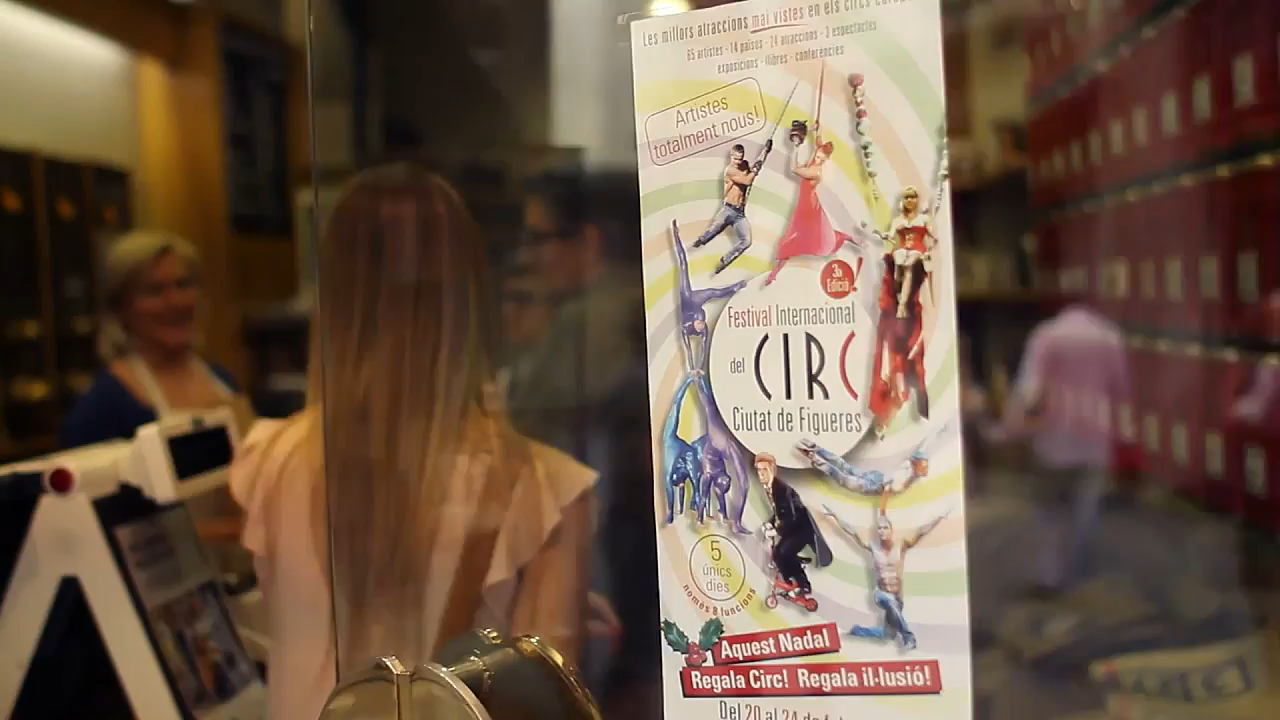 Les millors atraccions mai vistes en els circs
65 artistes - 14 països - 24 atraccions - 3 espectacles
exposicions - llibres - conferències
Artistes
totalment nous!
3a
Edició!
Festival Internacional
del CIRC
Ciutat de Figueres
5
únics
dies
només 8 funcions
Aquest Nadal
Regala Circ! Regala il·lusió!
Del 20 al 24 de